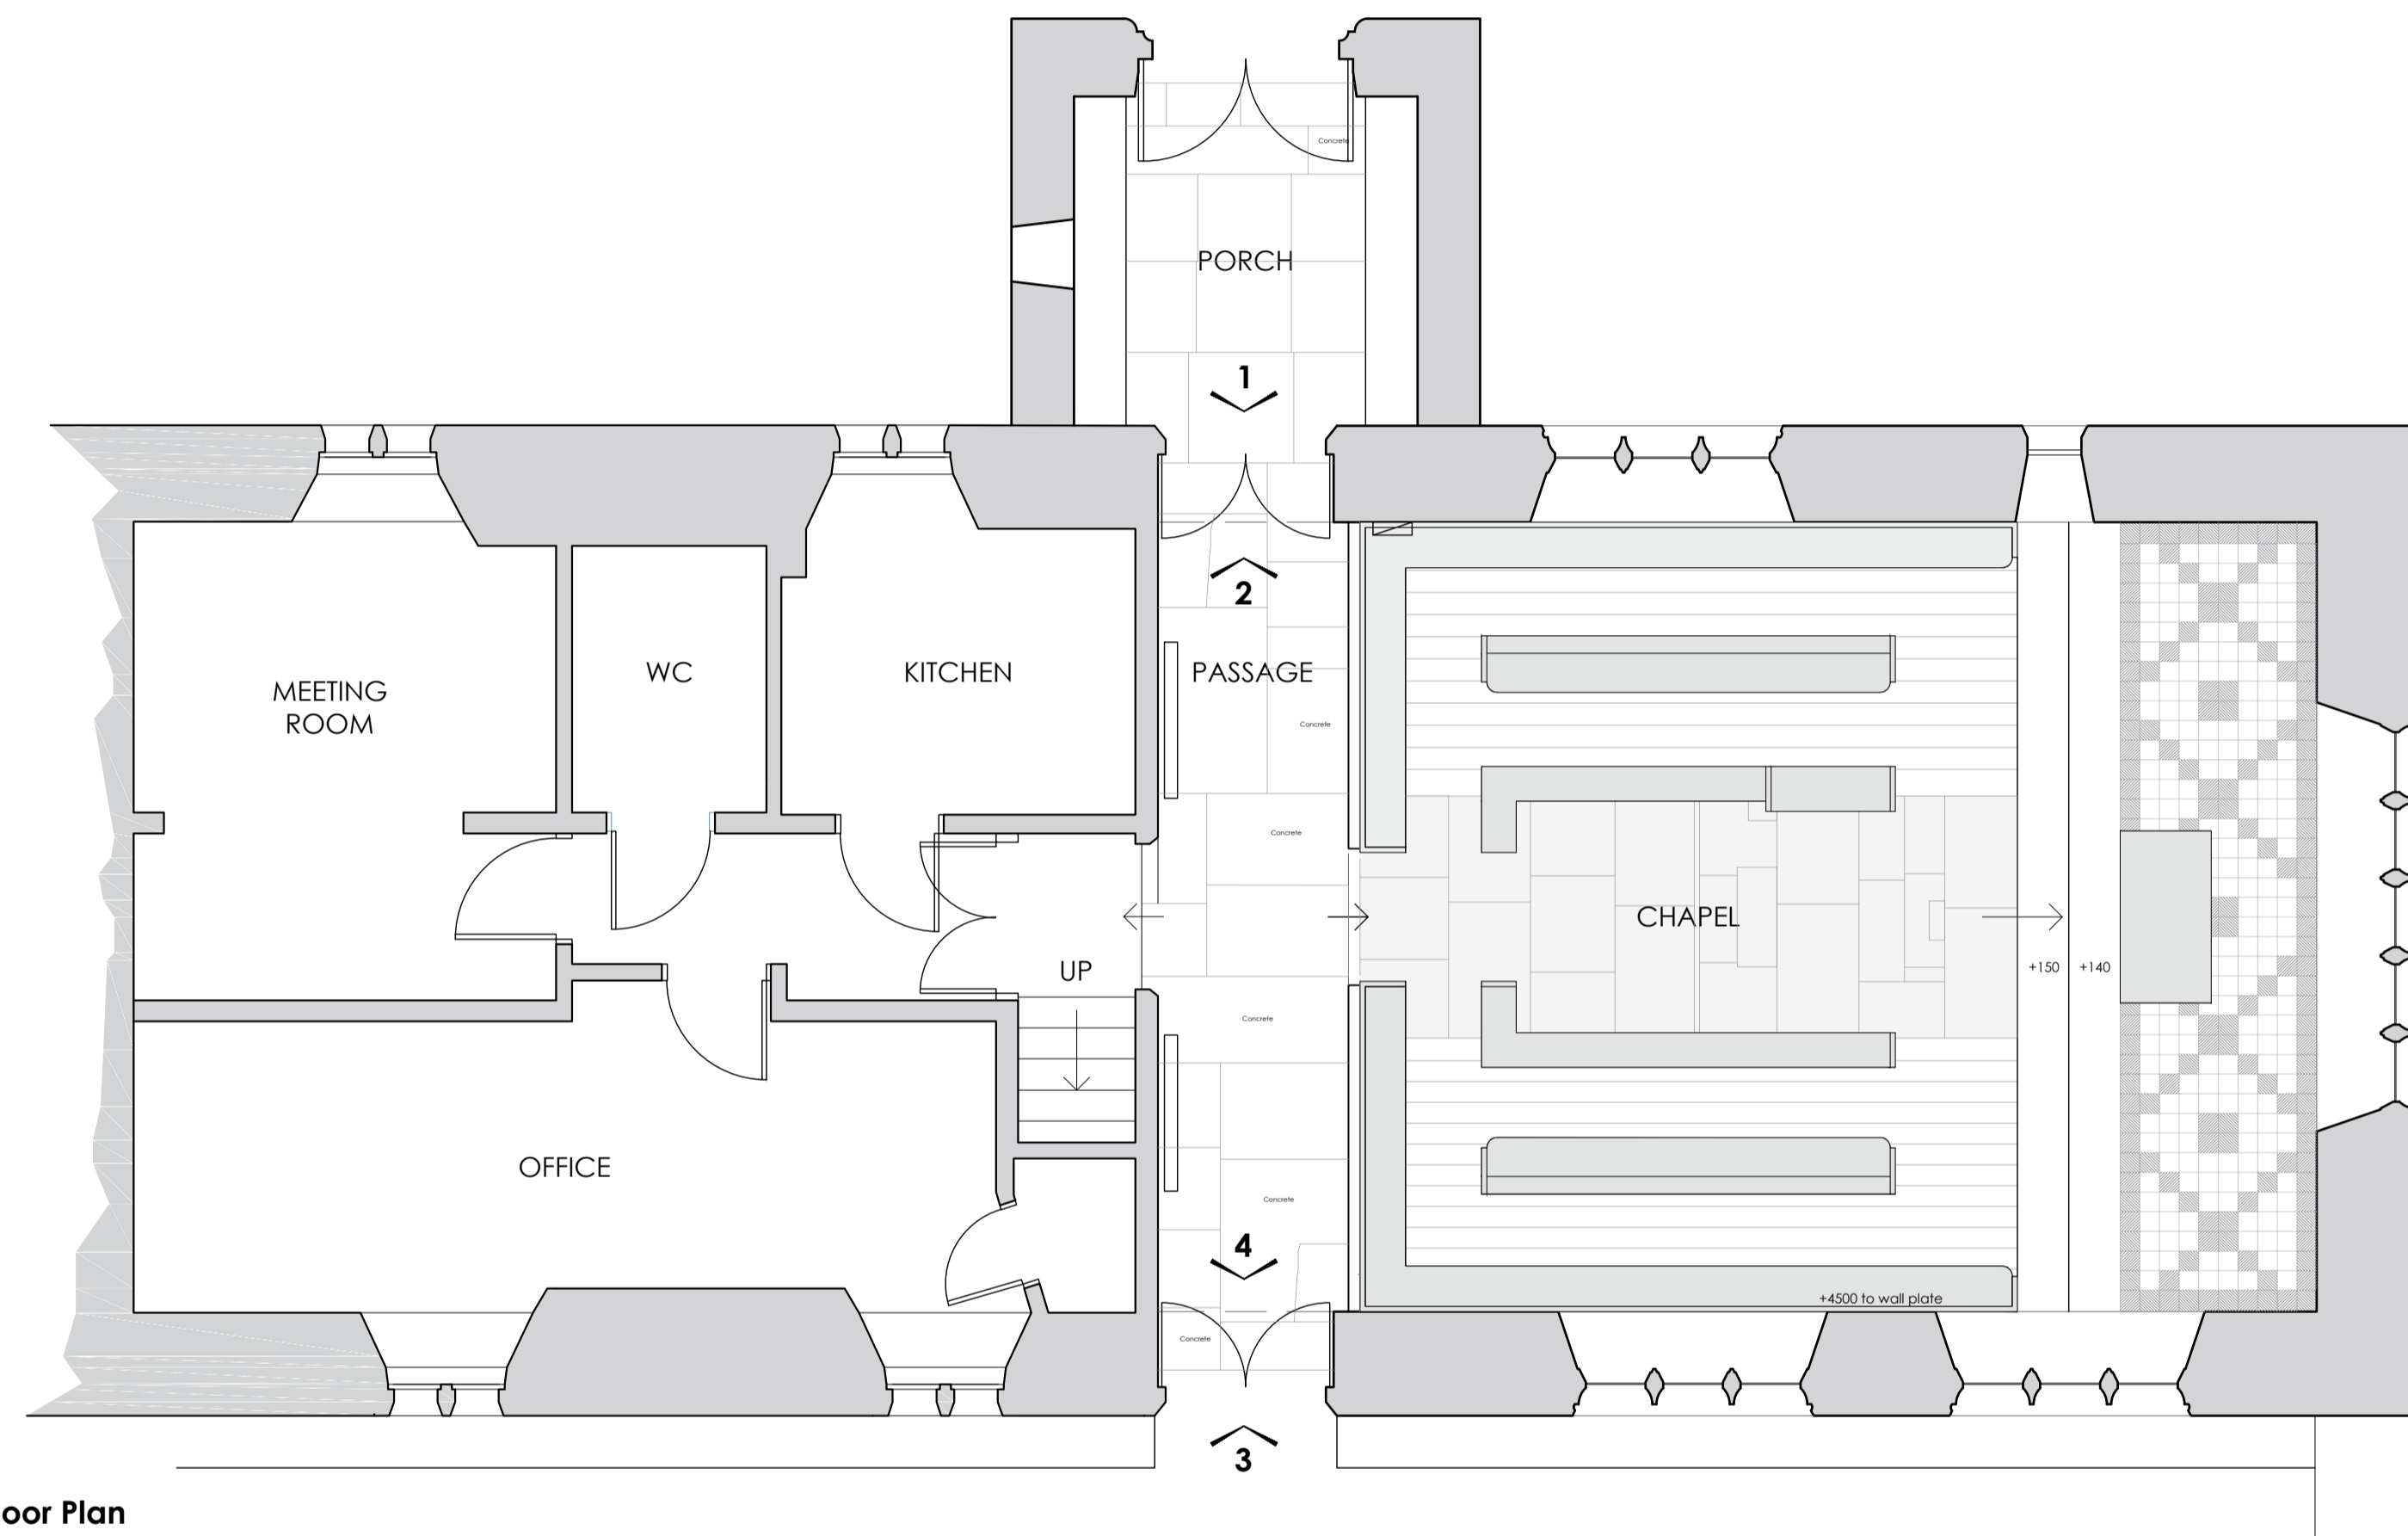 Concrete
PORCH
1
2
MEETING
ROOM
WC
KITCHEN
PASSAGE
Concrete
Concrete
CHAPEL
UP
+150
+140
Concrete
OFFICE
Concrete
4
+4500 to wall plate
Concrete
3
oor Plan